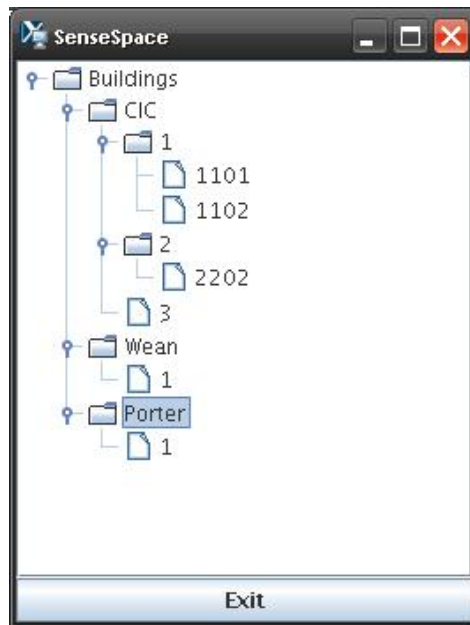 SenseSpace
Buildings
CIC
1
1101
1102
2
2202
3
Wean
1
Porter
1
Exit